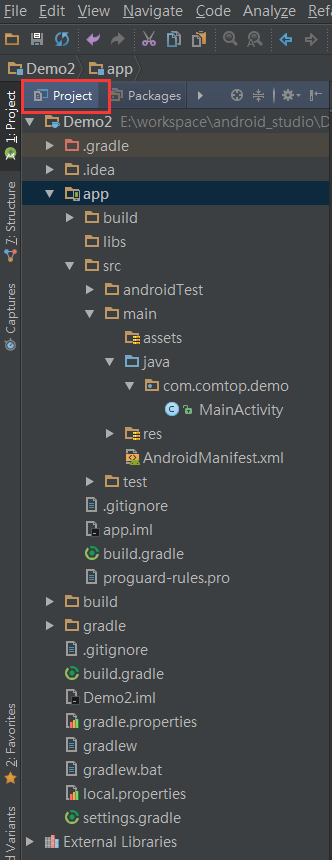 File Edit View Navigate Code Analyze Ref
Demo2 app
Project Packages
Demo2 E:\workspace\android_studio\D
.gradle
.idea
app
build
libs
src
androidTest
main
assets
java
com.comtop.demo
MainActivity
res
AndroidManifest.xml
test
.gitignore
app.iml
build.gradle
proguard-rules.pro
build
gradle
.gitignore
build.gradle
Demo2.iml
gradle.properties
gradlew
gradlew.bat
local.properties
settings.gradle
External Libraries
1: Project
7: Structure
Captures
2: Favorites
d Variants